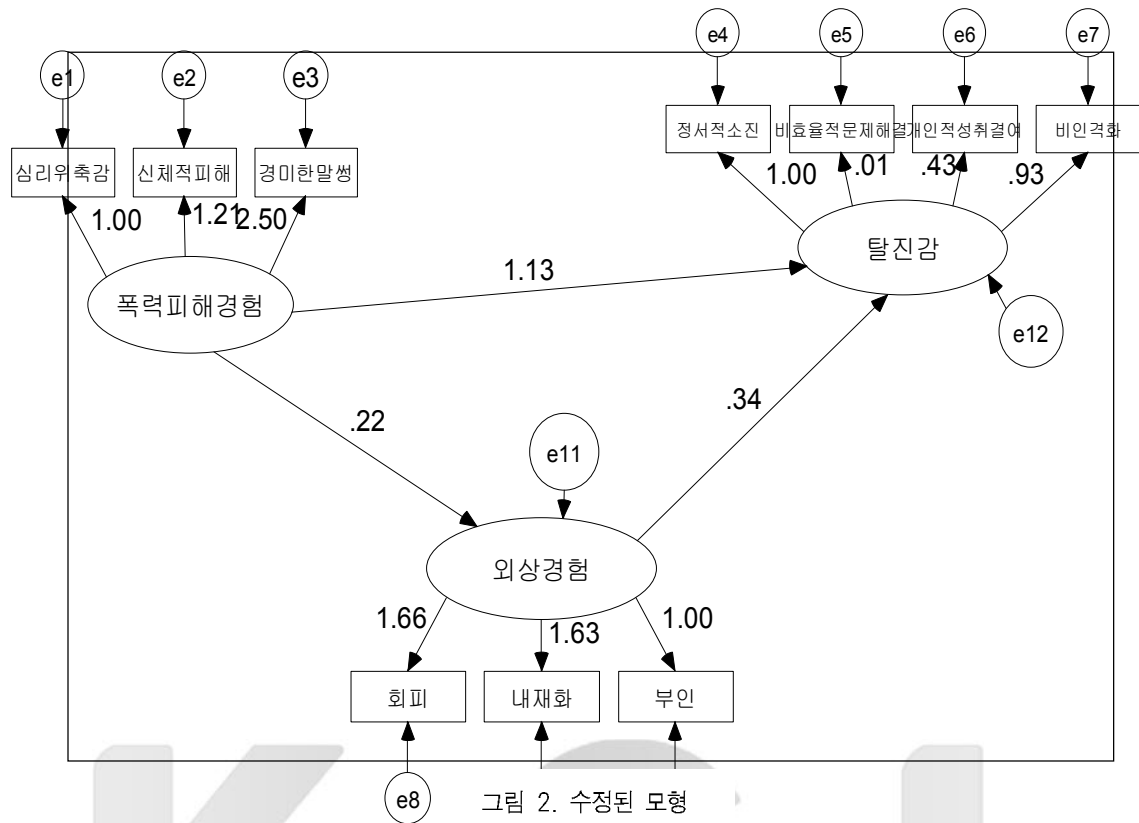 e4
e5
e6
e7
e1
e2
e3
정서적소진
비효율적문제해결
개인적성취결여
비인격화
심리위축감
신체적피해
경미한말썽
1.00
.01
.43
.93
1.00
1.21
2.50
탈진감
1.13
폭력피해경험
e12
.34
.22
e11
외상경험
1.66
1.63
1.00
회피
내재화
부인
e8
그림 2. 수정된 모형